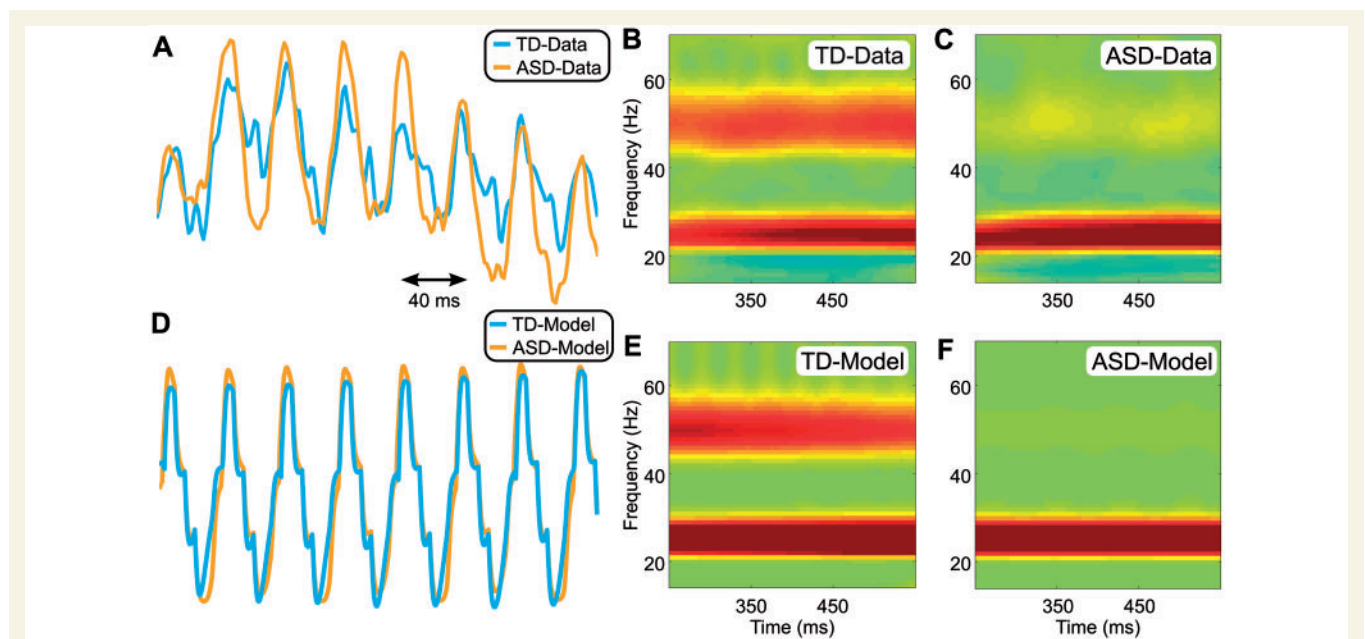 A
TD-Data
ASD-Data
40 ms
B
TD-Data
Frequency (Hz)
60
40
20
350
450
C
ASD-Data
60
40
20
350
450
D
TD-Model
ASD-Model
E
TD-Model
Frequency (Hz)
60
40
20
350
450
Time (ms)
F
ASD-Model
60
40
20
350
450
Time (ms)